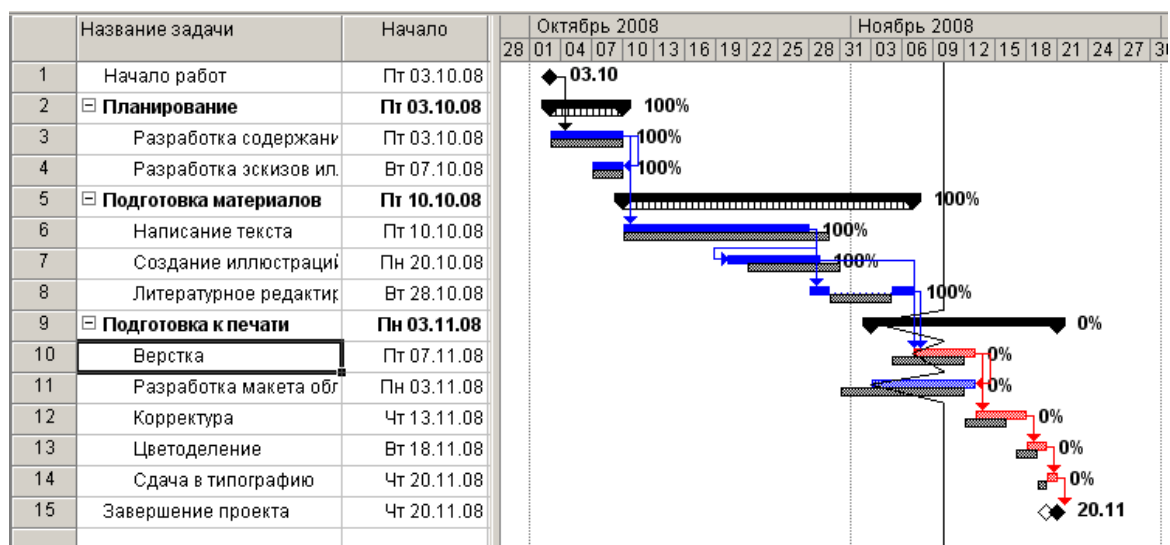 Название задачи Начало Октябрь 2008 Ноябрь 2008
28 01 04 07 10 13 16 19 22 25 28 31 03 06 09 12 15 18 21 24 27
1 Начало работ Пт 03.10.08 03.10
2 Планирование Пт 03.10.08 100%
3 Разработка содержани Пт 03.10.08 100%
4 Разработка эскизов ил. Вт 07.10.08 100%
5 Подготовка материалов Пт 10.10.08 100%
6 Написание текста Пт 10.10.08 100%
7 Создание иллюстраций Пн 20.10.08 100%
8 Литературное редактир Вт 28.10.08 100%
9 Подготовка к печати Пн 03.11.08 0%
10 Верстка Пт 07.11.08 0%
11 Разработка макета обл Пн 03.11.08 0%
12 Корректура Чт 13.11.08 0%
13 Цветоделение Вт 18.11.08 0%
14 Сдача в типографию Чт 20.11.08 0%
15 Завершение проекта Чт 20.11.08 20.11